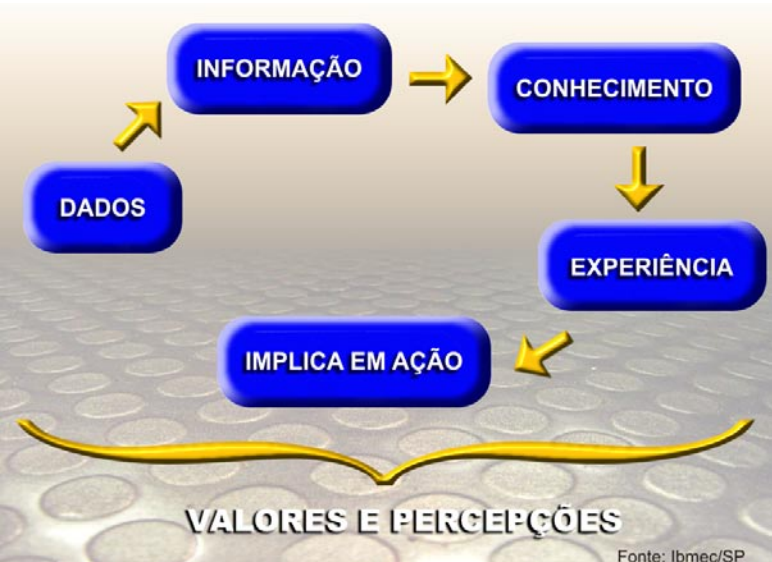 DADOS
INFORMAÇÃO
CONHECIMENTO
EXPERIÊNCIA
IMPLICA EM AÇÃO
VALORES E PERCEPÇÕES
Fonte: Ibmec/SP